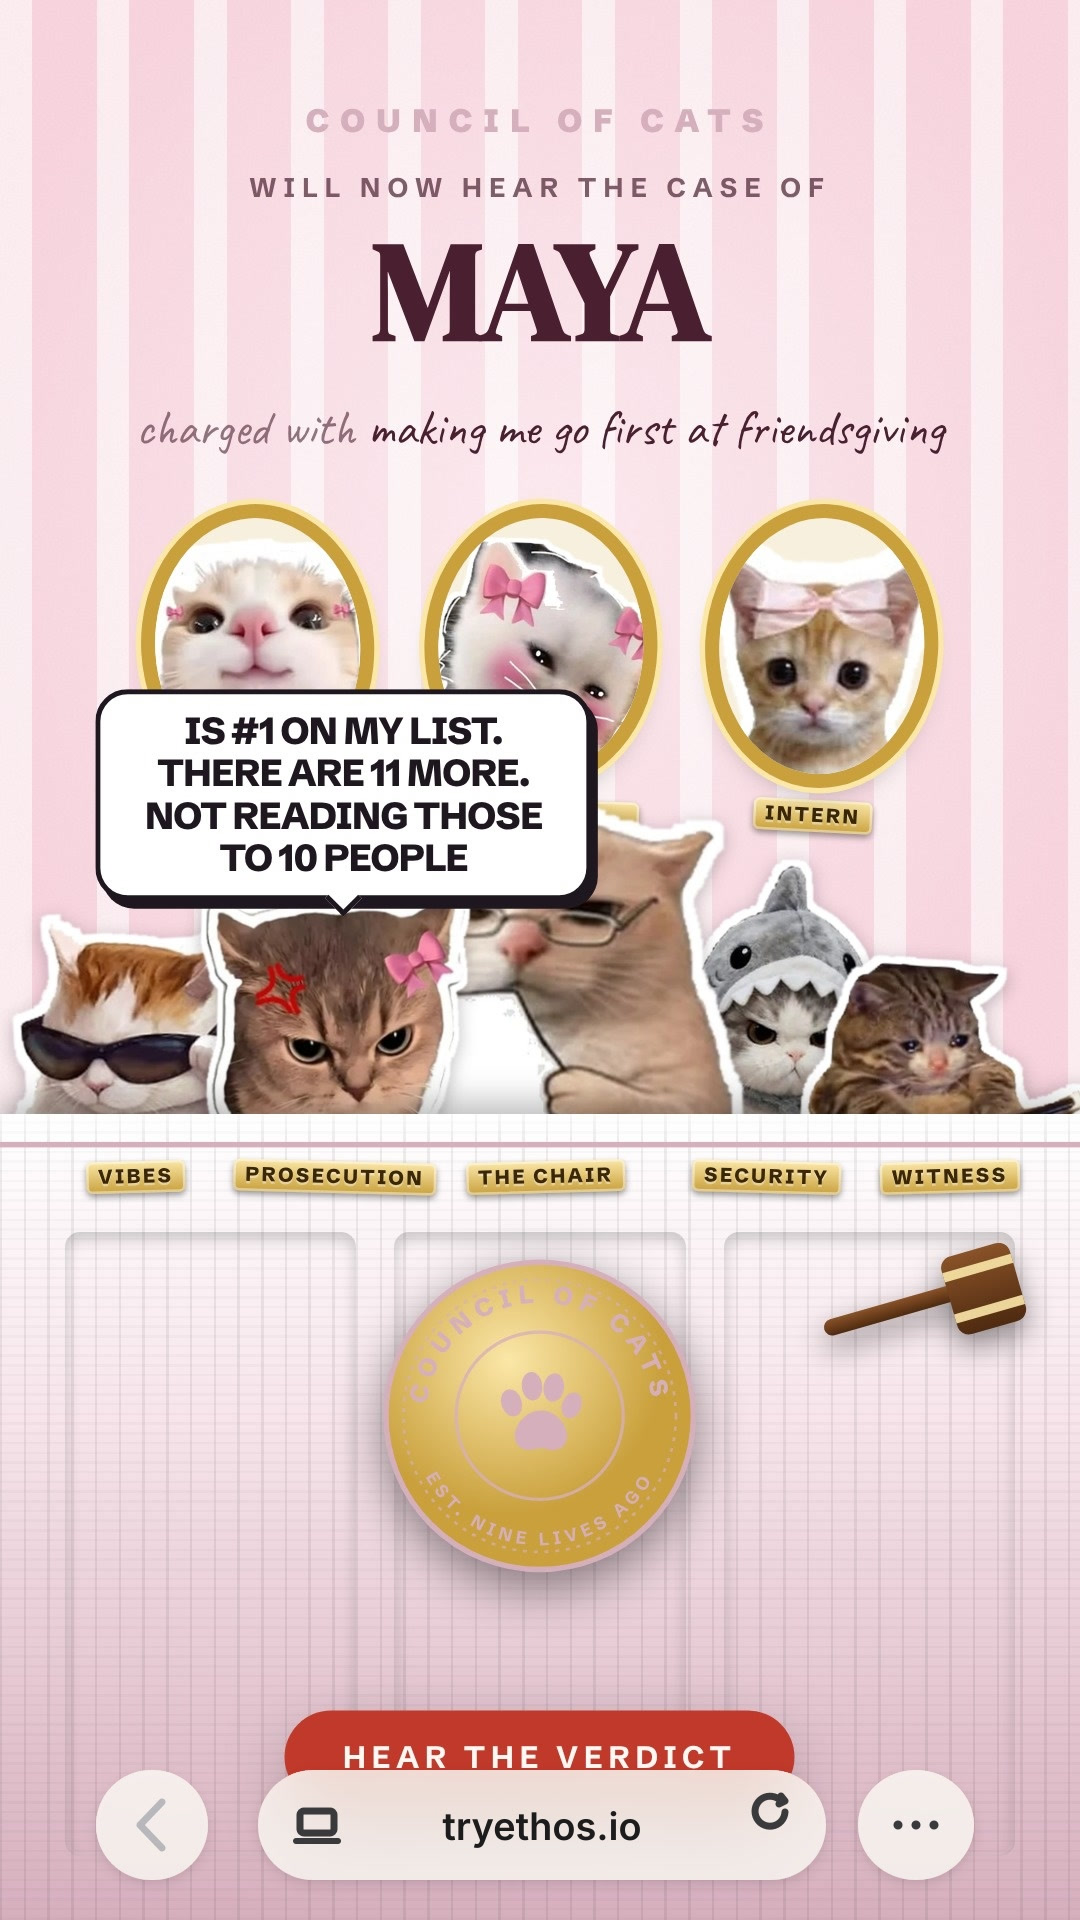 COUNCIL OF CATS
WILL NOW HEAR THE CASE OF
MAYA
charged with making me go first at friendsgiving
IS #1 ON MY LIST.
THERE ARE 11 MORE.
NOT READING THOSE
TO 10 PEOPLE
INTERN
VIBES
PROSECUTION
THE CHAIR
SECURITY
WITNESS
COUNCIL OF CATS
EST. NINE LIVES AGO
HEAR THE VERDICT
tryethos.io